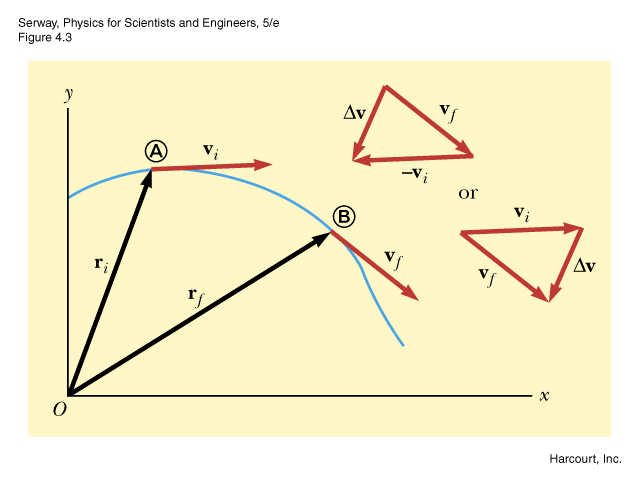 Serway, Physics for Scientists and Engineers, 5/e
Figure 4.3
y
A
v_i
Δv
v_f
–v_i
or
B
v_i
r_i
r_f
v_f
v_f
Δv
O
x
Harcourt, Inc.